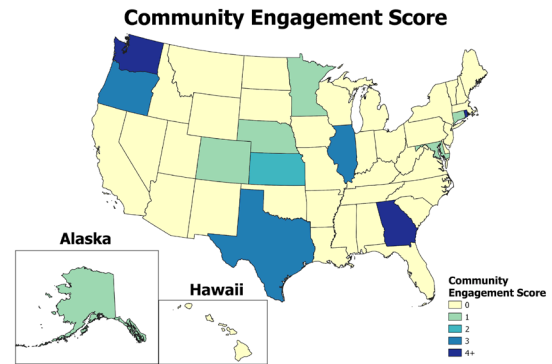 Community Engagement Score
Alaska
Hawaii
Community
Engagement Score
0
1
2
3
4+